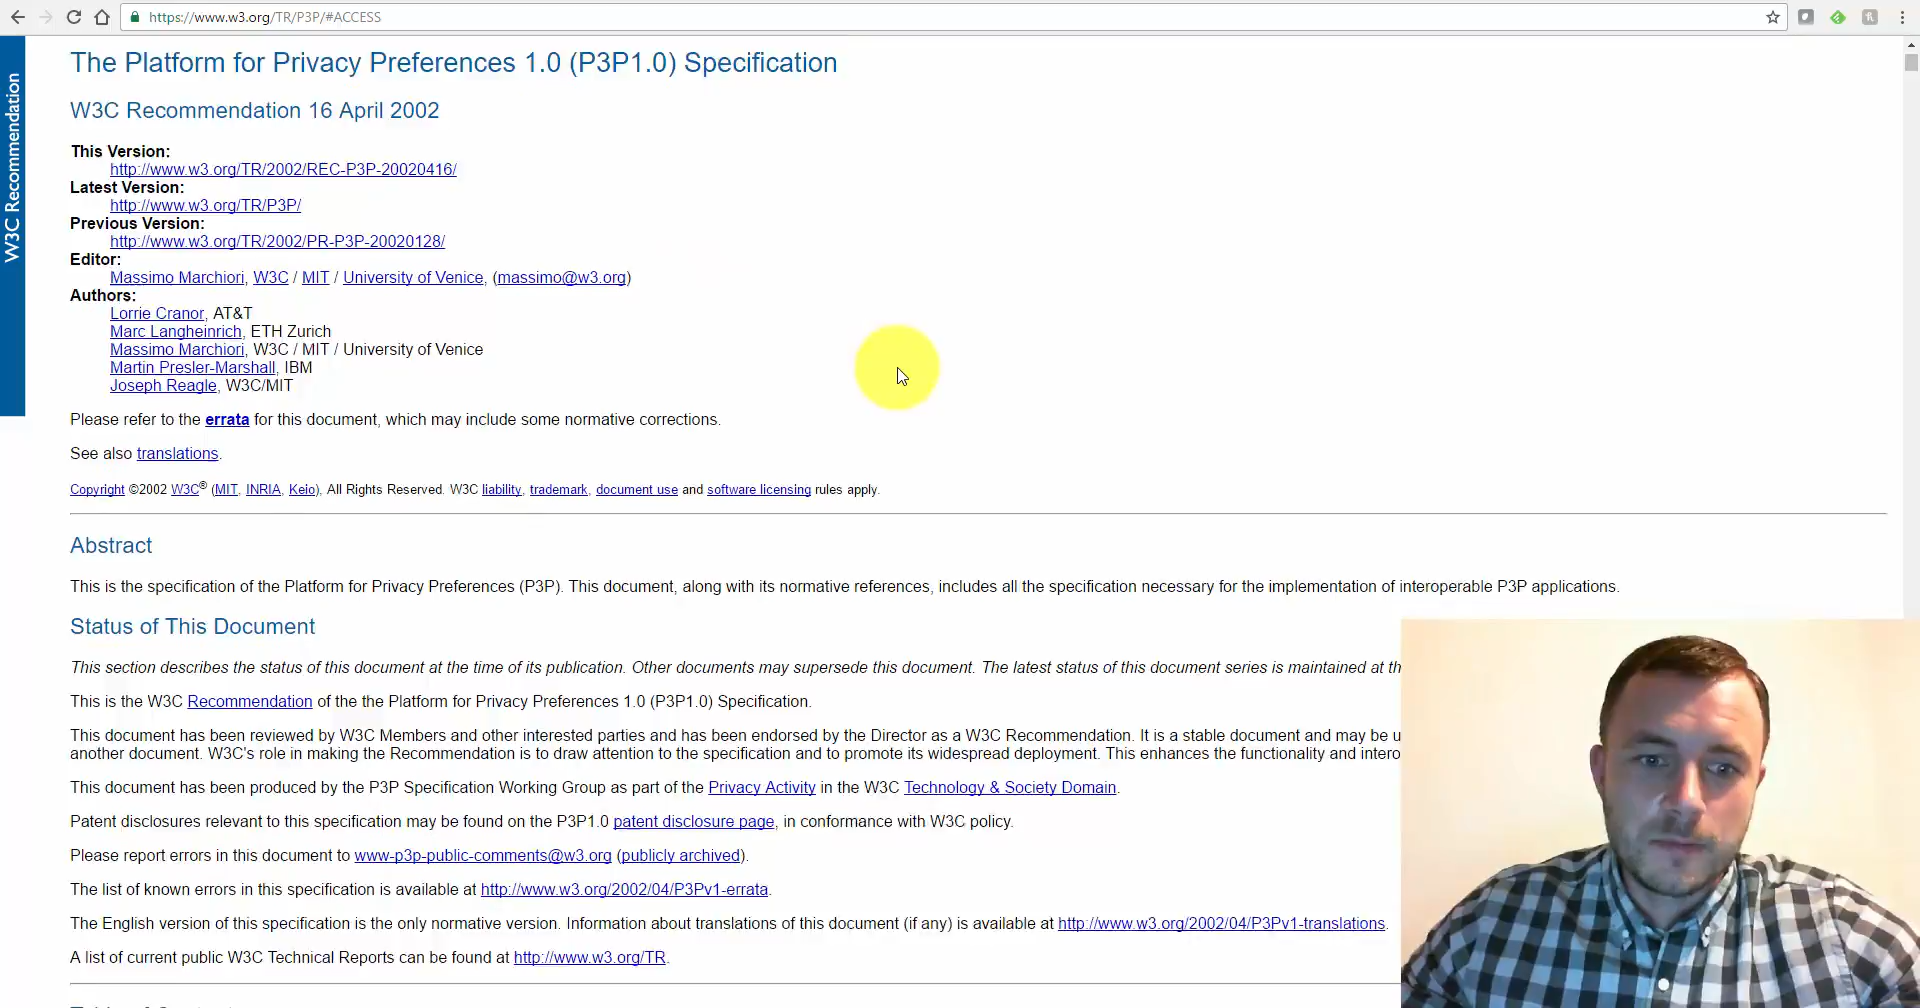 https://www.w3.org/TR/P3P/#ACCESS
W3C Recommendation
The Platform for Privacy Preferences 1.0 (P3P1.0) Specification
W3C Recommendation 16 April 2002
This Version:
http://www.w3.org/TR/2002/REC-P3P-20020416/
Latest Version:
http://www.w3.org/TR/P3P/
Previous Version:
http://www.w3.org/TR/2002/PR-P3P-20020128/
Editor:
Massimo Marchiori, W3C / MIT / University of Venice, (massimo@w3.org)
Authors:
Lorrie Cranor, AT&T
Marc Langheinrich, ETH Zurich
Massimo Marchiori, W3C / MIT / University of Venice
Martin Presler-Marshall, IBM
Joseph Reagle, W3C/MIT
Please refer to the errata for this document, which may include some normative corrections.
See also translations.
Copyright ©2002 W3C® (MIT, INRIA, Keio), All Rights Reserved. W3C liability, trademark, document use and software licensing rules apply.
Abstract
This is the specification of the Platform for Privacy Preferences (P3P). This document, along with its normative references, includes all the specification necessary for the implementation of interoperable P3P applications.
Status of This Document
This section describes the status of this document at the time of its publication. Other documents may supersede this document. The latest status of this document series is maintained at th
This is the W3C Recommendation of the the Platform for Privacy Preferences 1.0 (P3P1.0) Specification.
This document has been reviewed by W3C Members and other interested parties and has been endorsed by the Director as a W3C Recommendation. It is a stable document and may be u
another document. W3C's role in making the Recommendation is to draw attention to the specification and to promote its widespread deployment. This enhances the functionality and intero
This document has been produced by the P3P Specification Working Group as part of the Privacy Activity in the W3C Technology & Society Domain.
Patent disclosures relevant to this specification may be found on the P3P1.0 patent disclosure page, in conformance with W3C policy.
Please report errors in this document to www-p3p-public-comments@w3.org (publicly archived).
The list of known errors in this specification is available at http://www.w3.org/2002/04/P3Pv1-errata.
The English version of this specification is the only normative version. Information about translations of this document (if any) is available at http://www.w3.org/2002/04/P3Pv1-translations.
A list of current public W3C Technical Reports can be found at http://www.w3.org/TR.